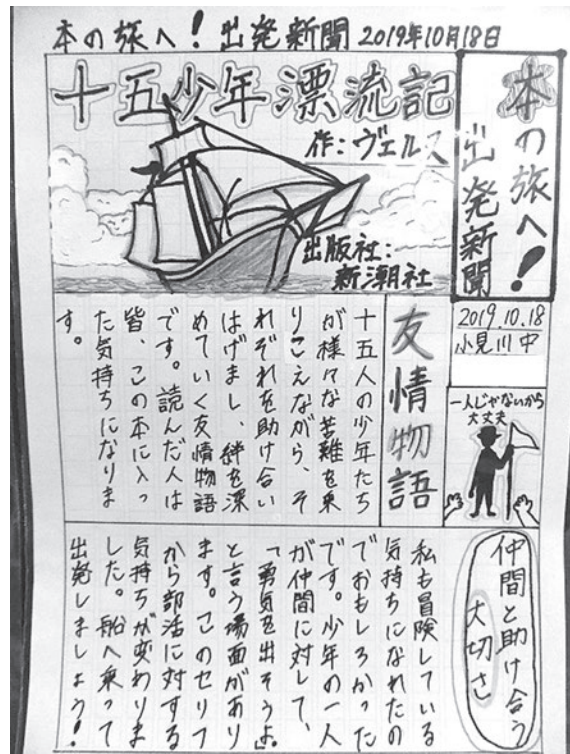 本の旅へ!出発新聞 2019年10月18日
本の旅へ!
出発新聞
十五少年漂流記
作:ヴェルヌ
出版社:
新潮社
2019.10.18
小見川中
一人じゃないから
大丈夫
友情物語
十五人の少年たち
が様々な苦難を乗
りこえながら、そ
れぞれを助け合い
はげまし、絆を深
めていく友情物語
です。読んだ人は
皆、この本に入っ
た気持ちになりま
す。
仲間と助け合う
大切さ
私も冒険している
気持ちになれたの
でおもしろかった
です。少年の一人
が仲間に対して、
「勇気を出そうよ」
と言う場面があり
ます。このセリフ
から部活に対する
気持ちが変わりま
した。船へ乗って
出発しましょう!